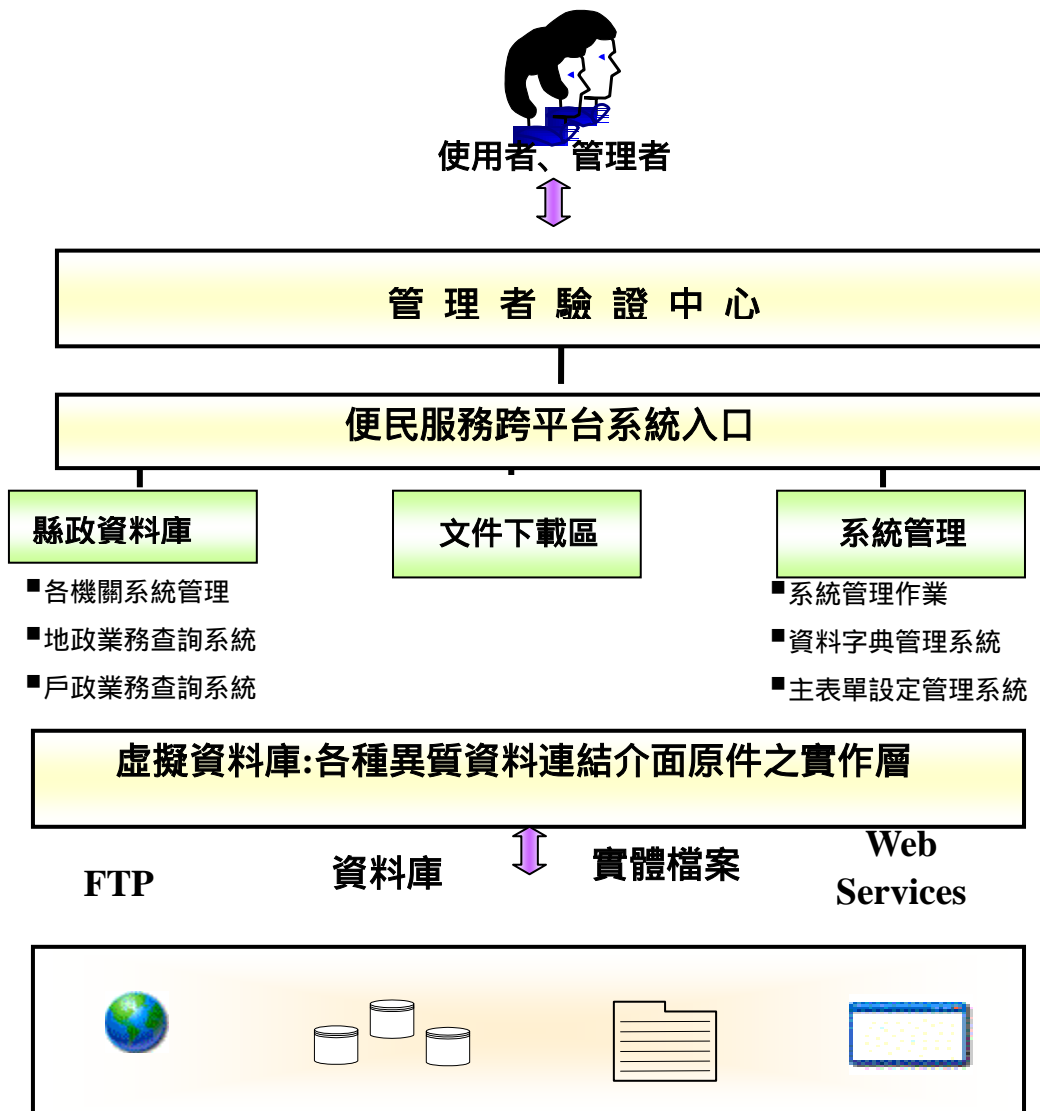 使用者、管理者
管理者驗證中心
便民服務跨平台系統入口
縣政資料庫
文件下載區
系統管理
■各機關系統管理
■地政業務查詢系統
■戶政業務查詢系統
■系統管理作業
■資料字典管理系統
■主表單設定管理系統
虛擬資料庫:各種異質資料連結介面原件之實作層
FTP
資料庫
實體檔案
Web
Services